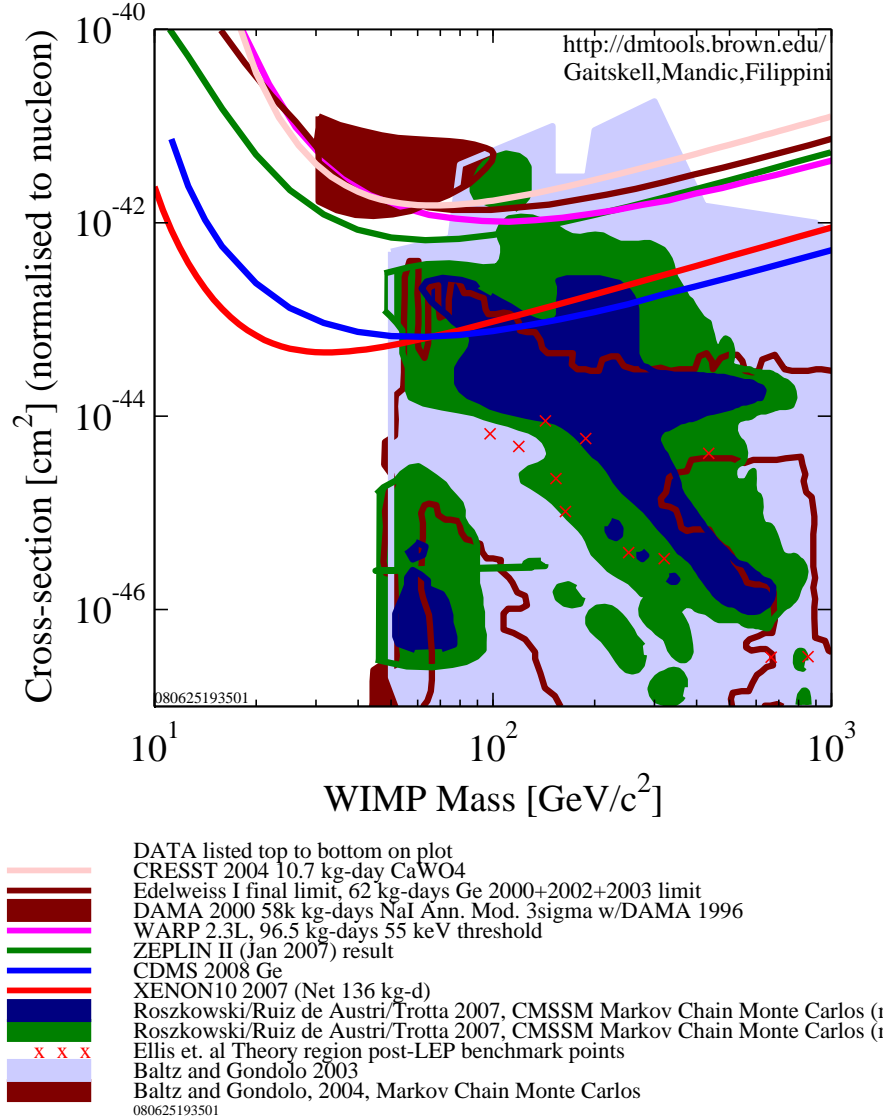 http://dmtools.brown.edu/
Gaitskell,Mandic,Filippini
10^-40
10^-42
10^-44
10^-46
Cross-section [cm^2] (normalised to nucleon)
080625193501
10^1
10^2
10^3
WIMP Mass [GeV/c^2]
DATA listed top to bottom on plot
CRESST 2004 10.7 kg-day CaWO4
Edelweiss I final limit, 62 kg-days Ge 2000+2002+2003 limit
DAMA 2000 58k kg-days NaI Ann. Mod. 3sigma w/DAMA 1996
WARP 2.3L, 96.5 kg-days 55 keV threshold
ZEPLIN II (Jan 2007) result
CDMS 2008 Ge
XENON10 2007 (Net 136 kg-d)
Roszkowski/Ruiz de Austri/Trotta 2007, CMSSM Markov Chain Monte Carlos
Roszkowski/Ruiz de Austri/Trotta 2007, CMSSM Markov Chain Monte Carlos
x x x Ellis et. al Theory region post-LEP benchmark points
Baltz and Gondolo 2003
Baltz and Gondolo, 2004, Markov Chain Monte Carlos
080625193501